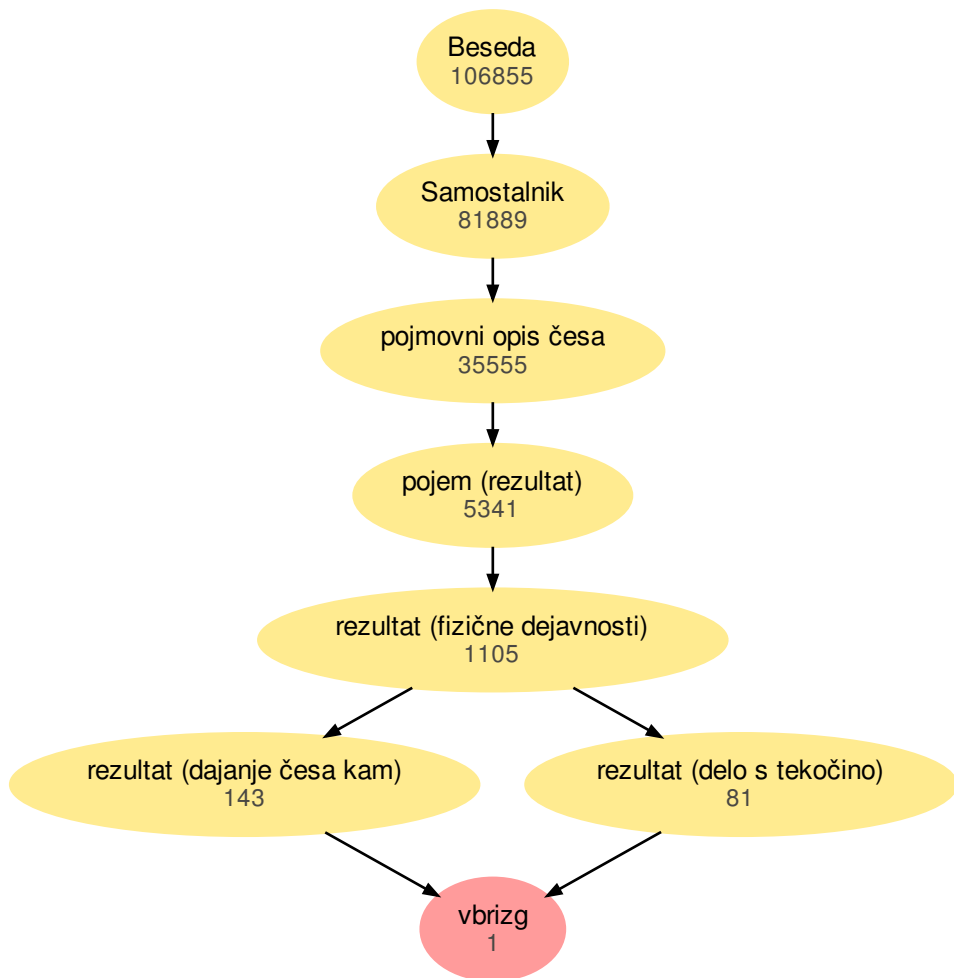 Beseda
106855
Samostalnik
81889
pojmovni opis česa
35555
pojem (rezultat)
5341
rezultat (fizične dejavnosti)
1105
rezultat (dajanje česa kam)
143
rezultat (delo s tekočino)
81
vbrizg
1